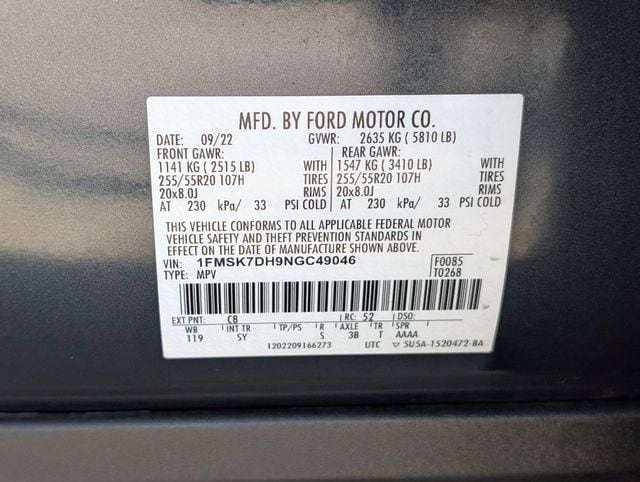 MFD. BY FORD MOTOR CO.
DATE: 09/22 GVWR: 2635 KG ( 5810 LB)
FRONT GAWR: REAR GAWR:
1141 KG ( 2515 LB) WITH 1547 KG ( 3410 LB) WITH
255/55R20 107H TIRES 255/55R20 107H TIRES
20x8.0J RIMS 20x8.0J RIMS
AT 230 kPa/ 33 PSI COLD AT 230 kPa/ 33 PSI COLD
THIS VEHICLE CONFORMS TO ALL APPLICABLE FEDERAL MOTOR
VEHICLE SAFETY AND THEFT PREVENTION STANDARDS IN
EFFECT ON THE DATE OF MANUFACTURE SHOWN ABOVE.
VIN: 1FMSK7DH9NGC49046 F0085
TYPE: MPV T0268
EXT PNT: CB RC: 52 DSO:
WB INT TR TP/PS R AXLE TR SPR
119 SY S 3B T AAAA
1202209166273 UTC ▽ 5U5A-1520472-BA